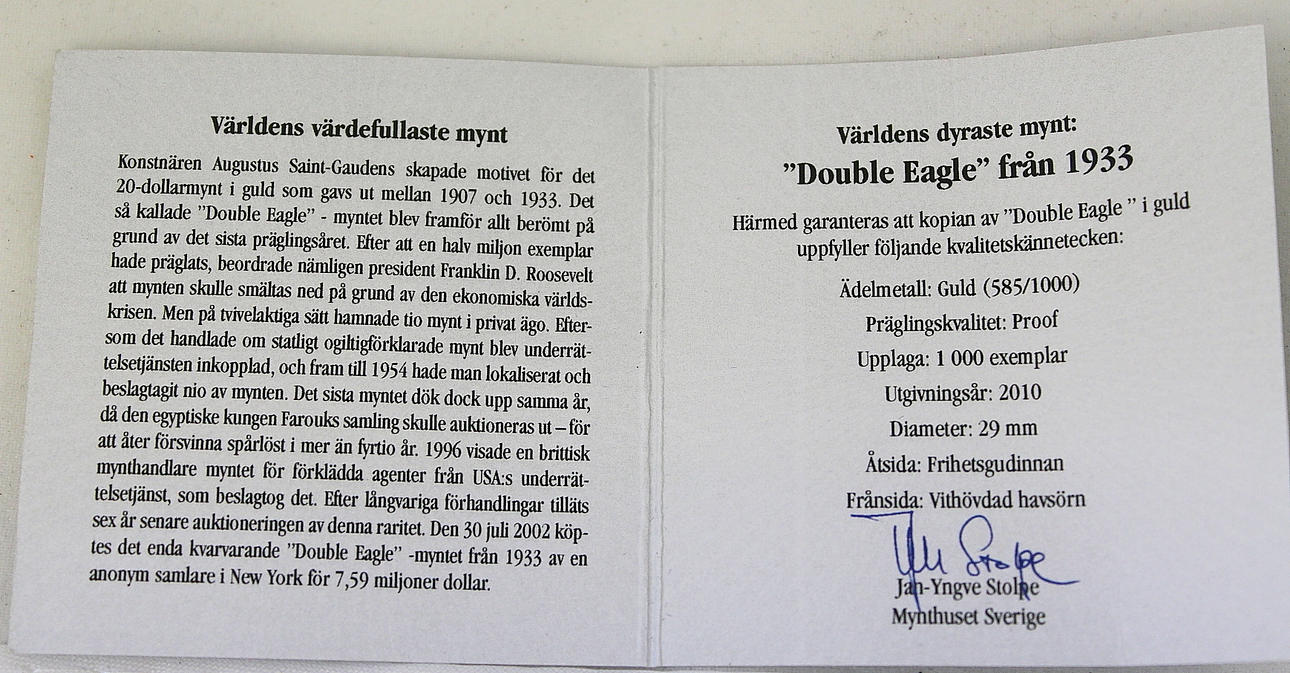 Världens värdefullaste mynt
Konstnären Augustus Saint-Gaudens skapade motivet för det
20-dollarmynt i guld som gavs ut mellan 1907 och 1933. Det
så kallade ”Double Eagle” - myntet blev framför allt berömt på
grund av det sista präglingsåret. Efter att en halv miljon exemplar
hade präglats, beordrade nämligen president Franklin D. Roosevelt
att mynten skulle smältas ned på grund av den ekonomiska världs-
krisen. Men på tvivelaktiga sätt hamnade tio mynt i privat ägo. Efter-
som det handlade om statligt ogiltigförklarade mynt blev underrät-
telsetjänsten inkopplad, och fram till 1954 hade man lokaliserat och
beslagtagit nio av mynten. Det sista myntet dök dock upp samma år,
då den egyptiske kungen Farouks samling skulle auktioneras ut – för
att åter försvinna spårlöst i mer än fyrtio år. 1996 visade en brittisk
mynthandlare myntet för förklädda agenter från USA:s underrät-
telsetjänst, som beslagtog det. Efter långvariga förhandlingar tilläts
sex år senare auktioneringen av denna raritet. Den 30 juli 2002 köp-
tes det enda kvarvarande ”Double Eagle” -myntet från 1933 av en
anonym samlare i New York för 7,59 miljoner dollar.
Världens dyraste mynt:
”Double Eagle” från 1933
Härmed garanteras att kopian av ”Double Eagle ” i guld
uppfyller följande kvalitetskännetecken:
Ädelmetall: Guld (585/1000)
Präglingskvalitet: Proof
Upplaga: 1 000 exemplar
Utgivningsår: 2010
Diameter: 29 mm
Åtsida: Frihetsgudinnan
Frånsida: Vithövdad havsörn
Stolpe
Jan-Yngve Stolpe
Mynthuset Sverige